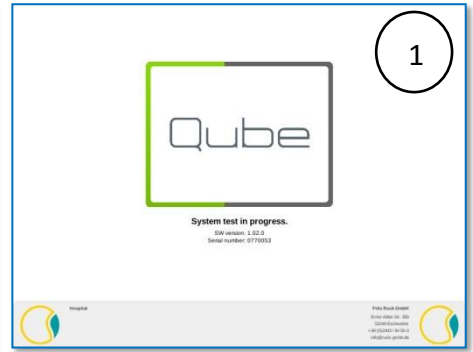 1
Qube
System test in progress.
SW version: 1.02.0
Serial number: 0770053
Hospital
Fritz Ruck GmbH